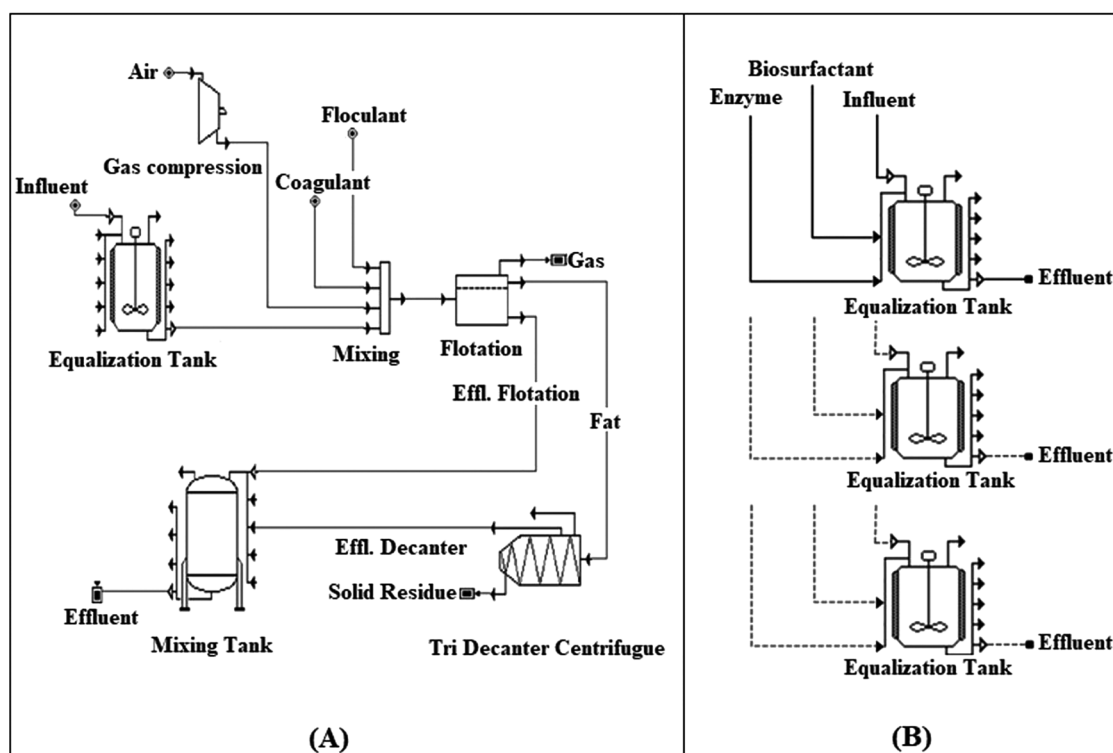 Air
Floculant
Gas compression
Coagulant
Influent
Gas
Equalization Tank
Mixing
Flotation
Effl. Flotation
Fat
Effl. Decanter
Solid Residue
Effluent
Mixing Tank
Tri Decanter Centrifugue
(A)
Biosurfactant
Enzyme
Influent
Effluent
Equalization Tank
Effluent
Equalization Tank
Effluent
Equalization Tank
(B)